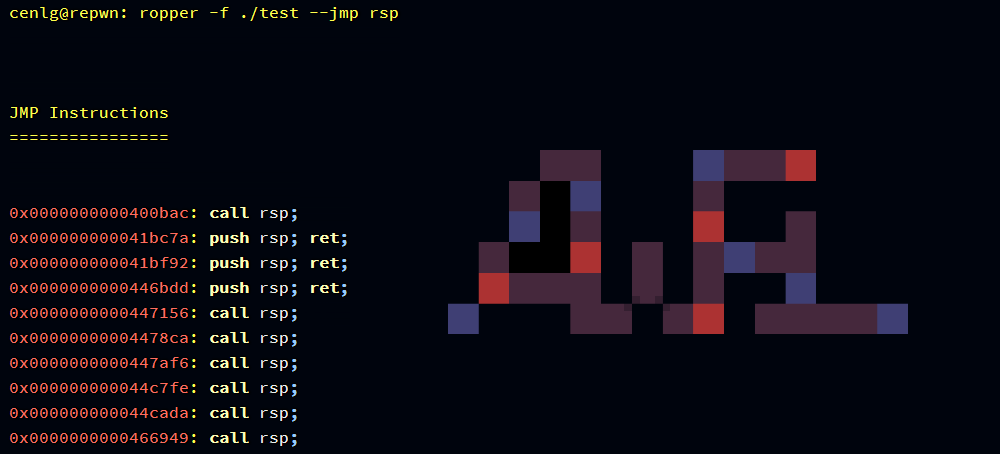 cenlg@repwn: ropper -f ./test --jmp rsp
JMP Instructions
================
0x0000000000400bac: call rsp;
0x000000000041bc7a: push rsp; ret;
0x000000000041bf92: push rsp; ret;
0x0000000000446bdd: push rsp; ret;
0x0000000000447156: call rsp;
0x00000000004478ca: call rsp;
0x0000000000447af6: call rsp;
0x000000000044c7fe: call rsp;
0x000000000044cada: call rsp;
0x0000000000466949: call rsp;